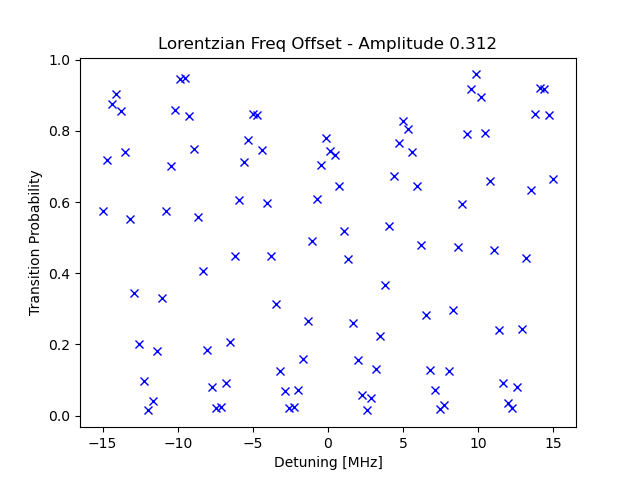 Lorentzian Freq Offset - Amplitude 0.312
Transition Probability
1.0
0.8
0.6
0.4
0.2
0.0
−15 −10 −5 0 5 10 15
Detuning [MHz]